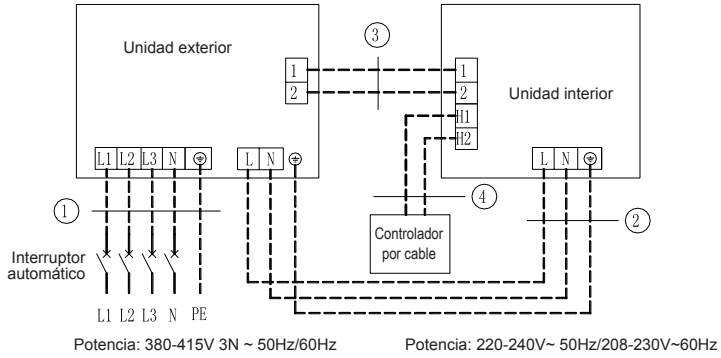 Unidad exterior
3
1
2
1
2
H1
H2
Unidad interior
L1 L2 L3 N
L N
L N
1
4
2
Controlador
por cable
Interruptor
automático
L1 L2 L3 N PE
Potencia: 380-415V 3N ~ 50Hz/60Hz
Potencia: 220-240V~ 50Hz/208-230V~60Hz